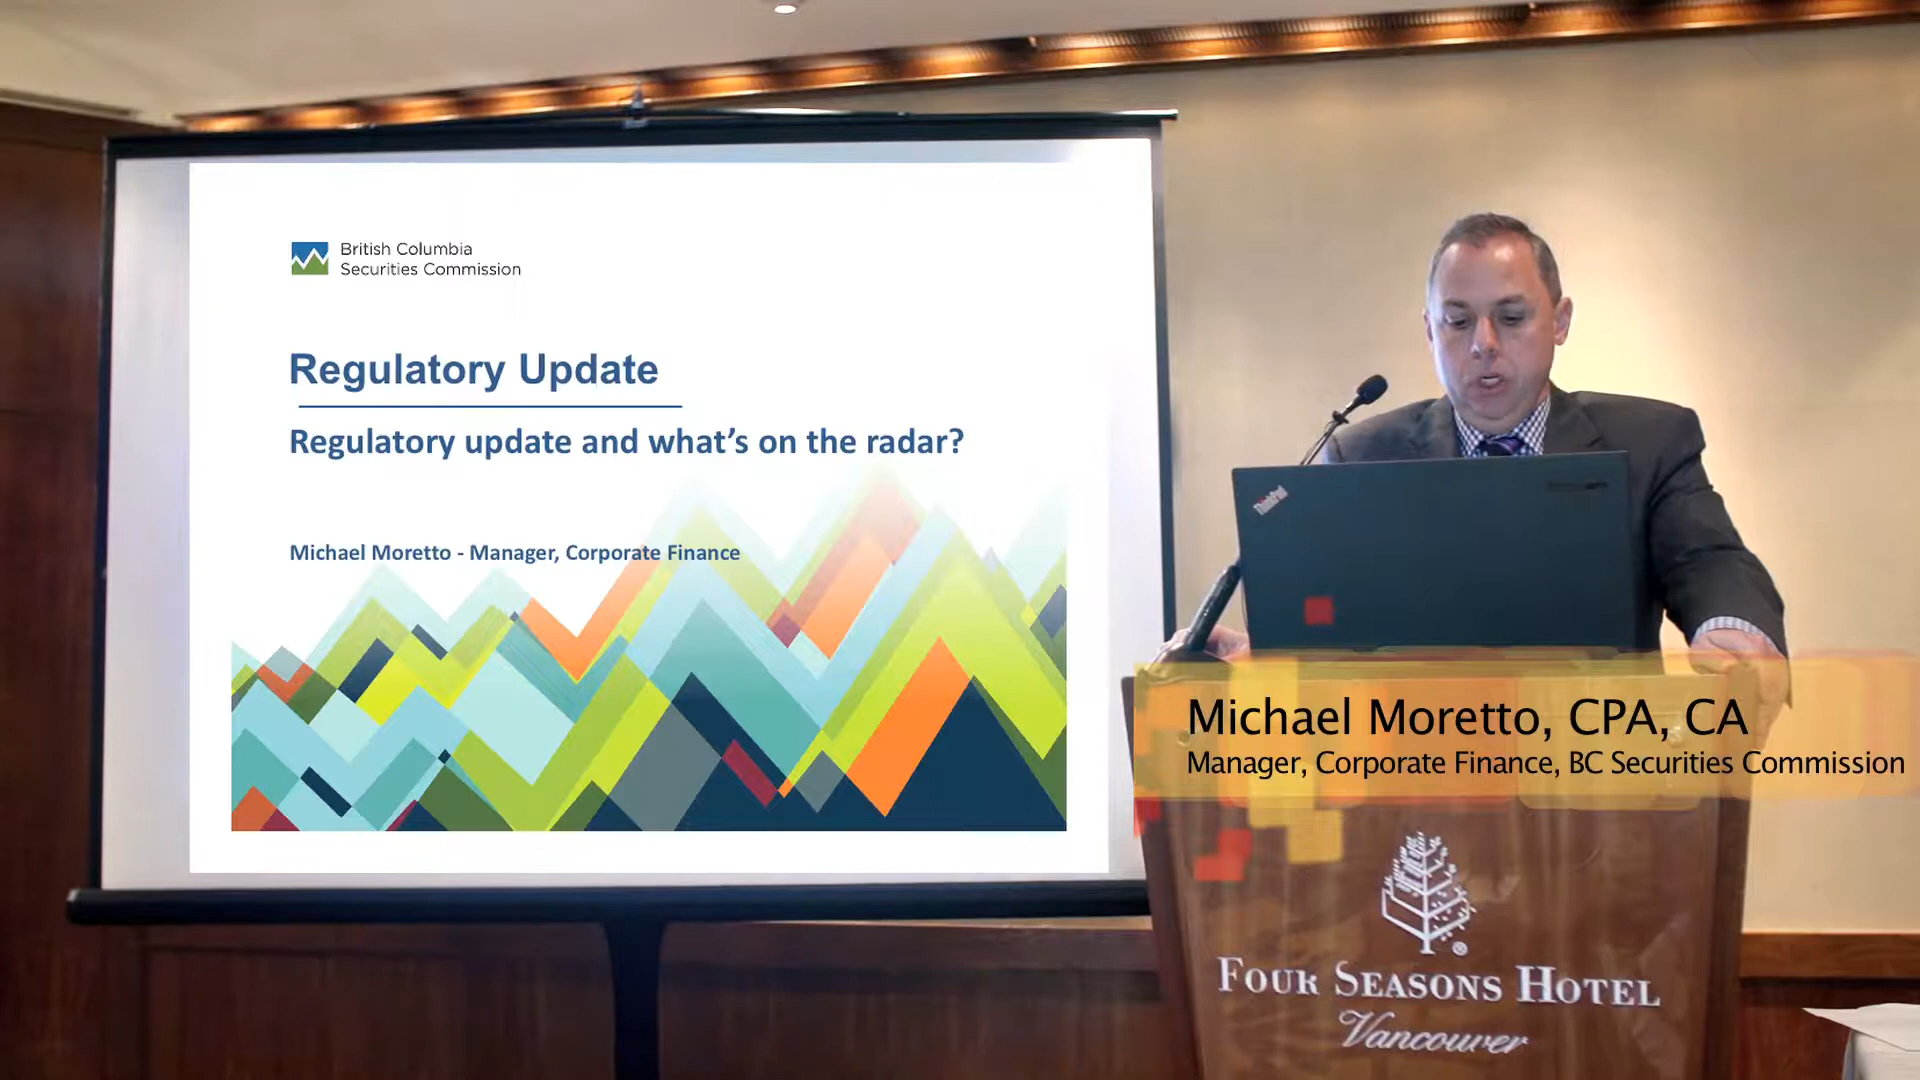 British Columbia
Securities Commission
Regulatory Update
Regulatory update and what's on the radar?
Michael Moretto - Manager, Corporate Finance
ThinkPad
Michael Moretto, CPA, CA
Manager, Corporate Finance, BC Securities Commission
FOUR SEASONS HOTEL
Vancouver